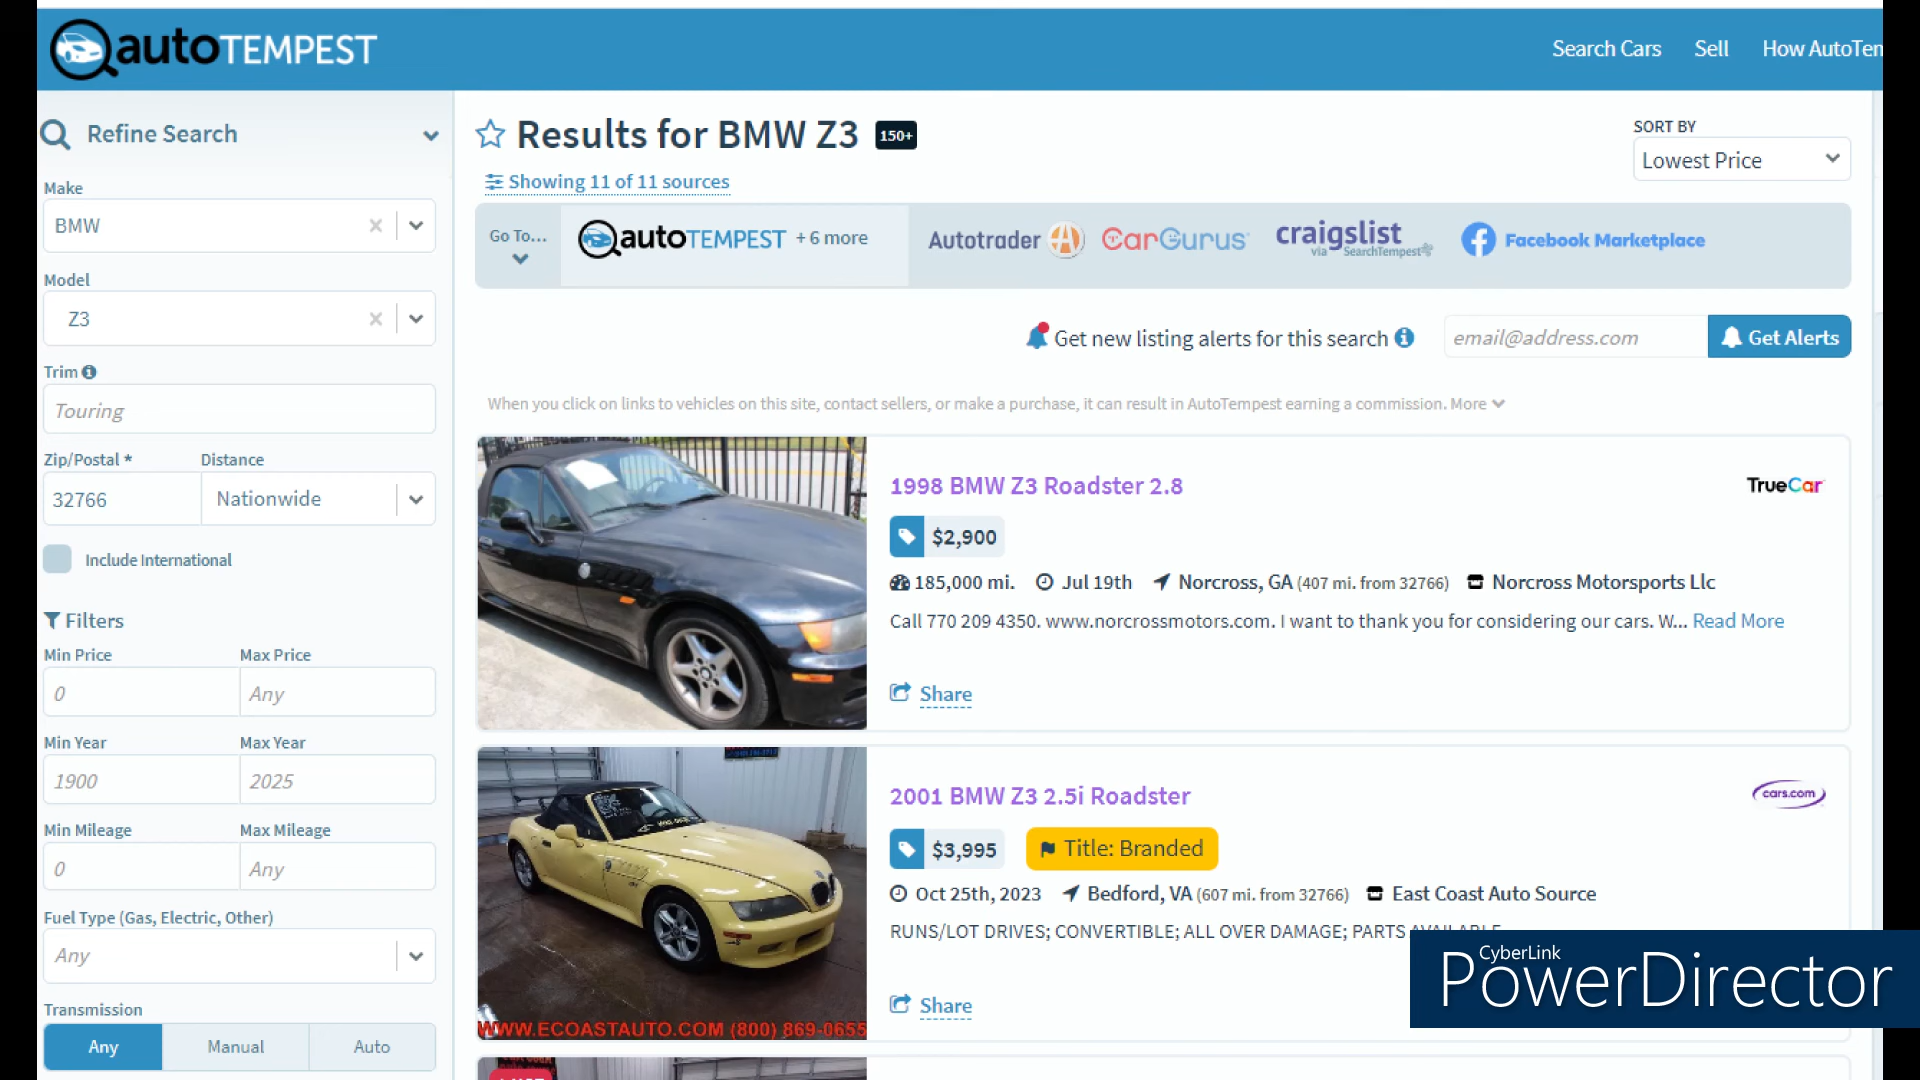 autoTEMPEST
Search Cars Sell How AutoTem
Refine Search
Make
BMW
Model
Z3
Trim
Touring
Zip/Postal * Distance
32766 Nationwide
Include International
Filters
Min Price Max Price
0 Any
Min Year Max Year
1900 2025
Min Mileage Max Mileage
0 Any
Fuel Type (Gas, Electric, Other)
Any
Transmission
Any Manual Auto
Results for BMW Z3 150+
Showing 11 of 11 sources
SORT BY
Lowest Price
Go To...
autoTEMPEST + 6 more
Autotrader
CarGurus
craigslist
via SearchTempest
Facebook Marketplace
Get new listing alerts for this search
email@address.com
Get Alerts
When you click on links to vehicles on this site, contact sellers, or make a purchase, it can result in AutoTempest earning a commission. More
1998 BMW Z3 Roadster 2.8
TrueCar
$2,900
185,000 mi. Jul 19th Norcross, GA (407 mi. from 32766) Norcross Motorsports Llc
Call 770 209 4350. www.norcrossmotors.com. I want to thank you for considering our cars. W... Read More
Share
2001 BMW Z3 2.5i Roadster
cars.com
$3,995 Title: Branded
Oct 25th, 2023 Bedford, VA (607 mi. from 32766) East Coast Auto Source
RUNS/LOT DRIVES; CONVERTIBLE; ALL OVER DAMAGE; PARTS AVAILABLE
Share
WWW.ECOASTAUTO.COM (800) 869-0655
CyberLink
PowerDirector